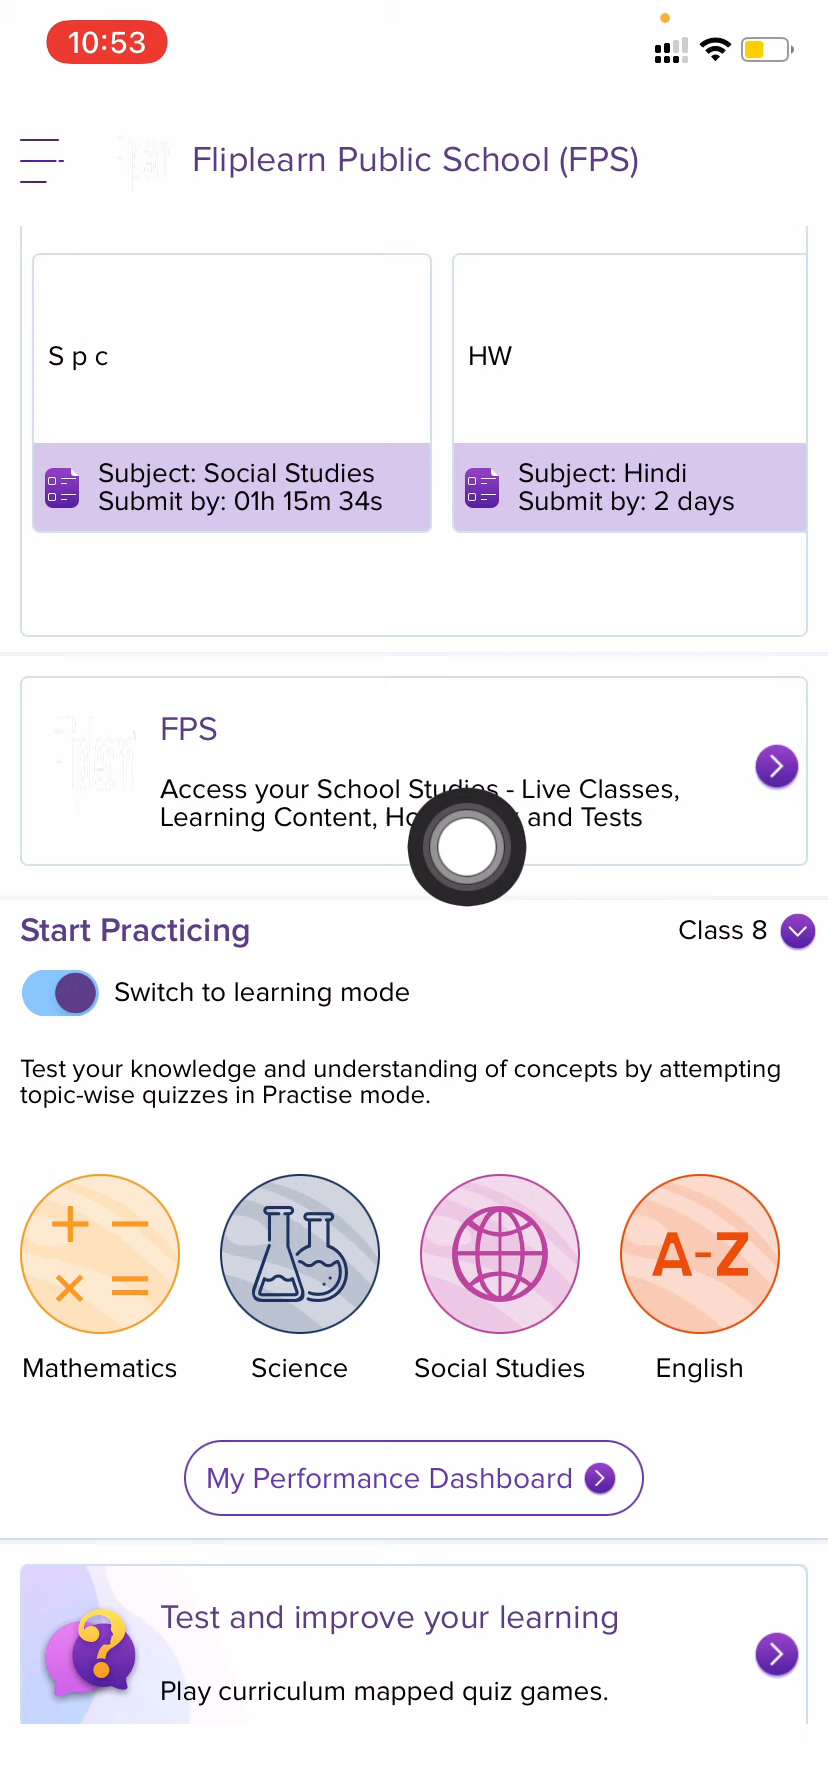 10:53
Fliplearn Public School (FPS)
S p c
HW
Subject: Social Studies
Submit by: 01h 15m 34s
Subject: Hindi
Submit by: 2 days
FPS
Access your School Studies - Live Classes,
Learning Content, and Tests
Start Practicing
Class 8
Switch to learning mode
Test your knowledge and understanding of concepts by attempting
topic-wise quizzes in Practise mode.
A-Z
Mathematics
Science
Social Studies
English
My Performance Dashboard
Test and improve your learning
Play curriculum mapped quiz games.